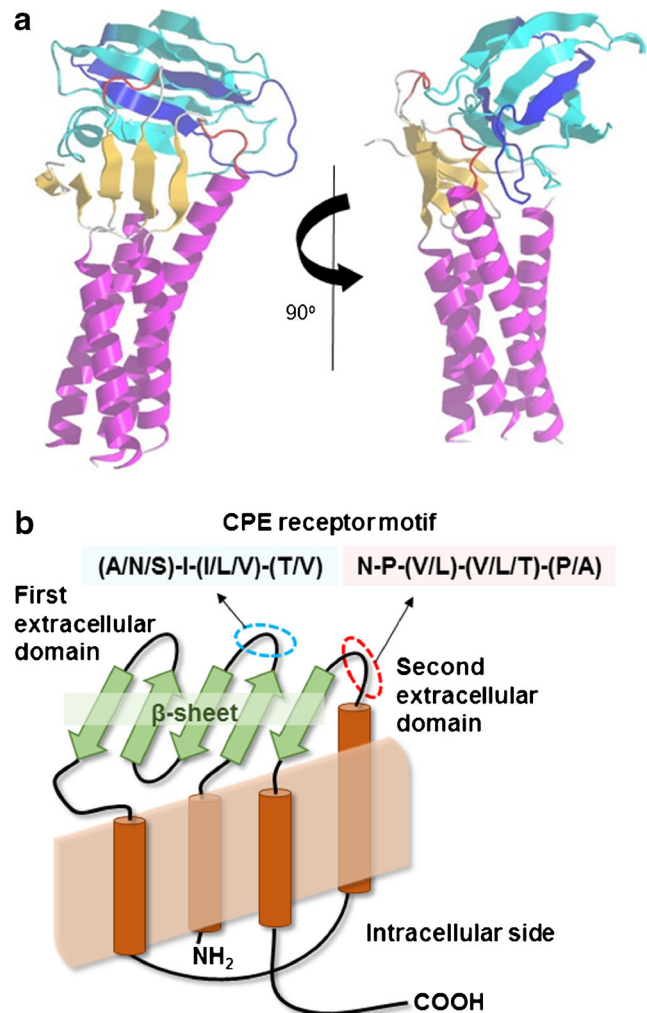 a
90º
b
CPE receptor motif
(A/N/S)-I-(I/L/V)-(T/V)
N-P-(V/L)-(V/L/T)-(P/A)
First
extracellular
domain
Second
extracellular
domain
β-sheet
Intracellular side
NH₂
COOH